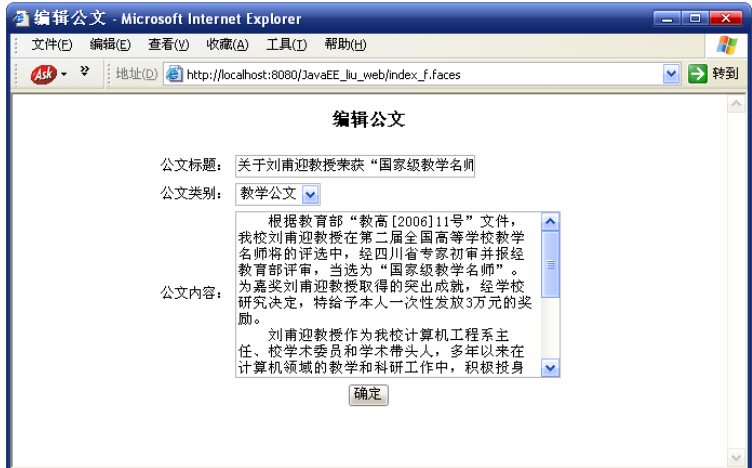 编辑公文 - Microsoft Internet Explorer
文件(F) 编辑(E) 查看(V) 收藏(A) 工具(T) 帮助(H)
Ask 地址(D) http://localhost:8080/JavaEE_liu_web/index_f.faces 转到
编辑公文
公文标题： 关于刘甫迎教授荣获“国家级教学名师
公文类别： 教学公文
公文内容：
根据教育部“教高[2006]11号”文件，
我校刘甫迎教授在第二届全国高等学校教学
名师将的评选中，经四川省专家初审并报经
教育部评审，当选为“国家级教学名师”。
为嘉奖刘甫迎教授取得的突出成就，经学校
研究决定，特给予本人一次性发放3万元的奖
励。
刘甫迎教授作为我校计算机工程系主
任、校学术委员和学术带头人，多年以来在
计算机领域的教学和科研工作中，积极投身
确定